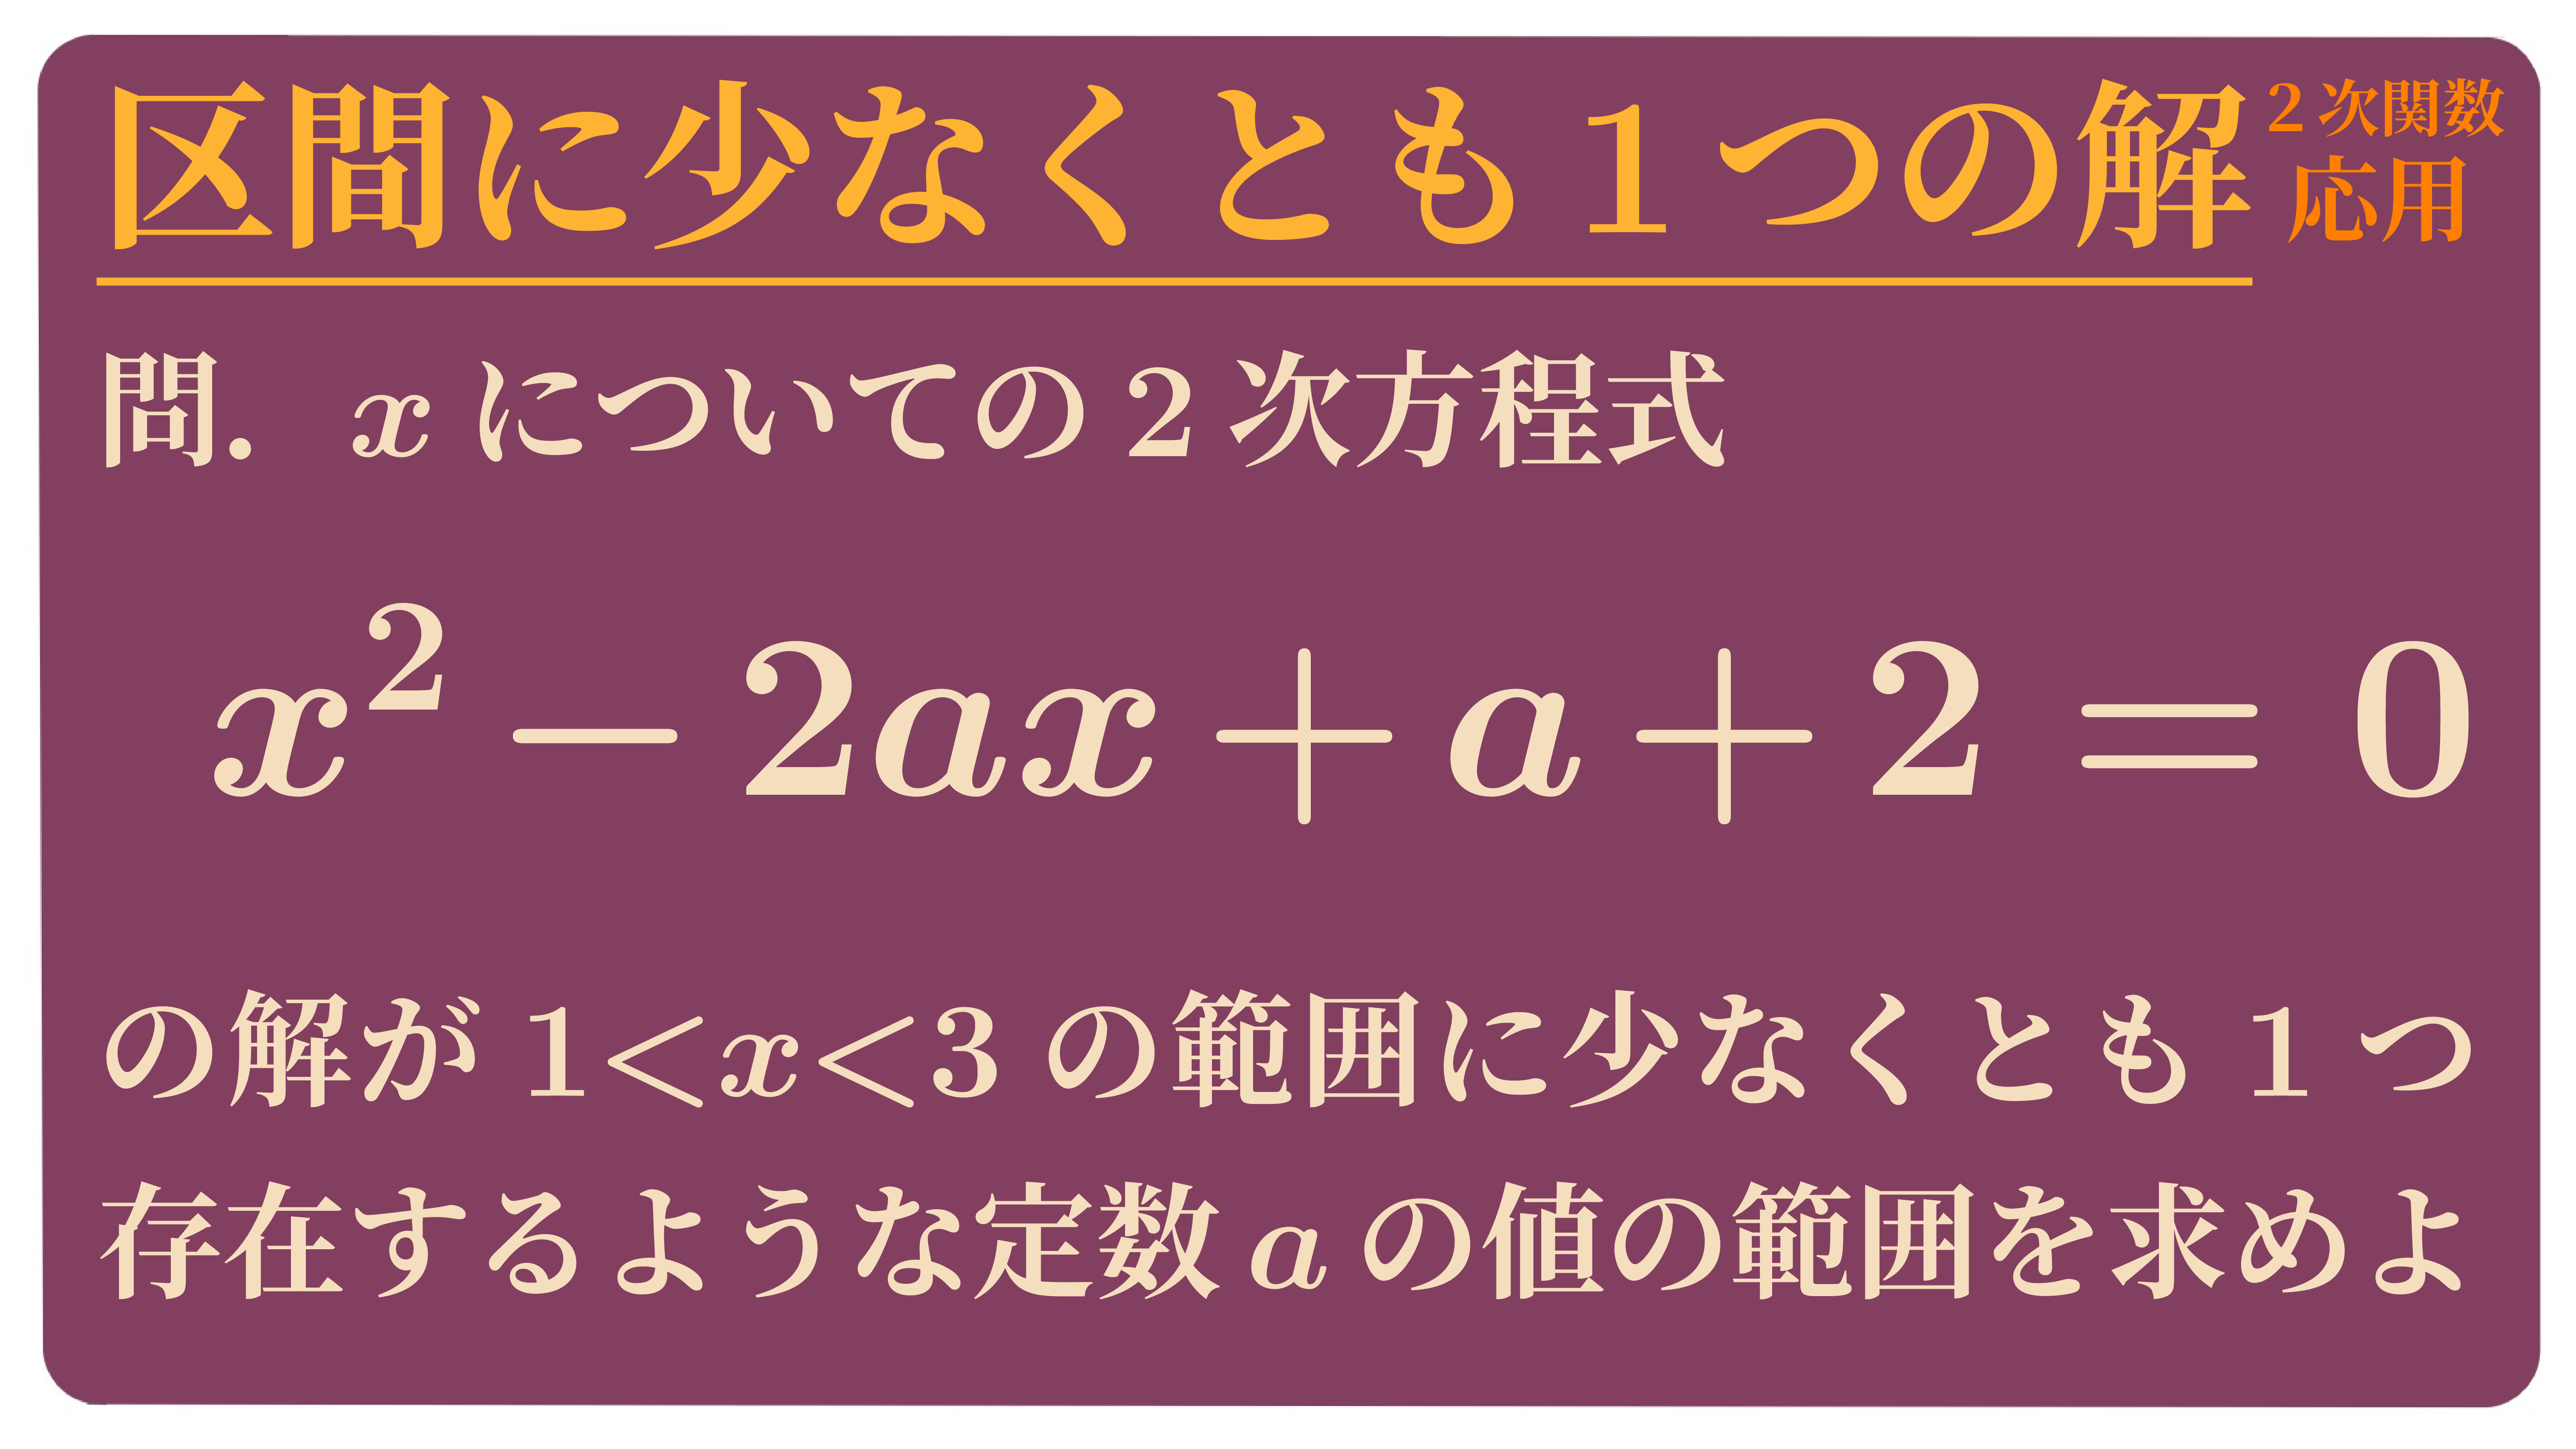 区間に少なくとも1つの解
2次関数
応用
問. x についての 2 次方程式
x² − 2ax + a + 2 = 0
の解が 1<x<3 の範囲に少なくとも 1 つ
存在するような定数 a の値の範囲を求めよ